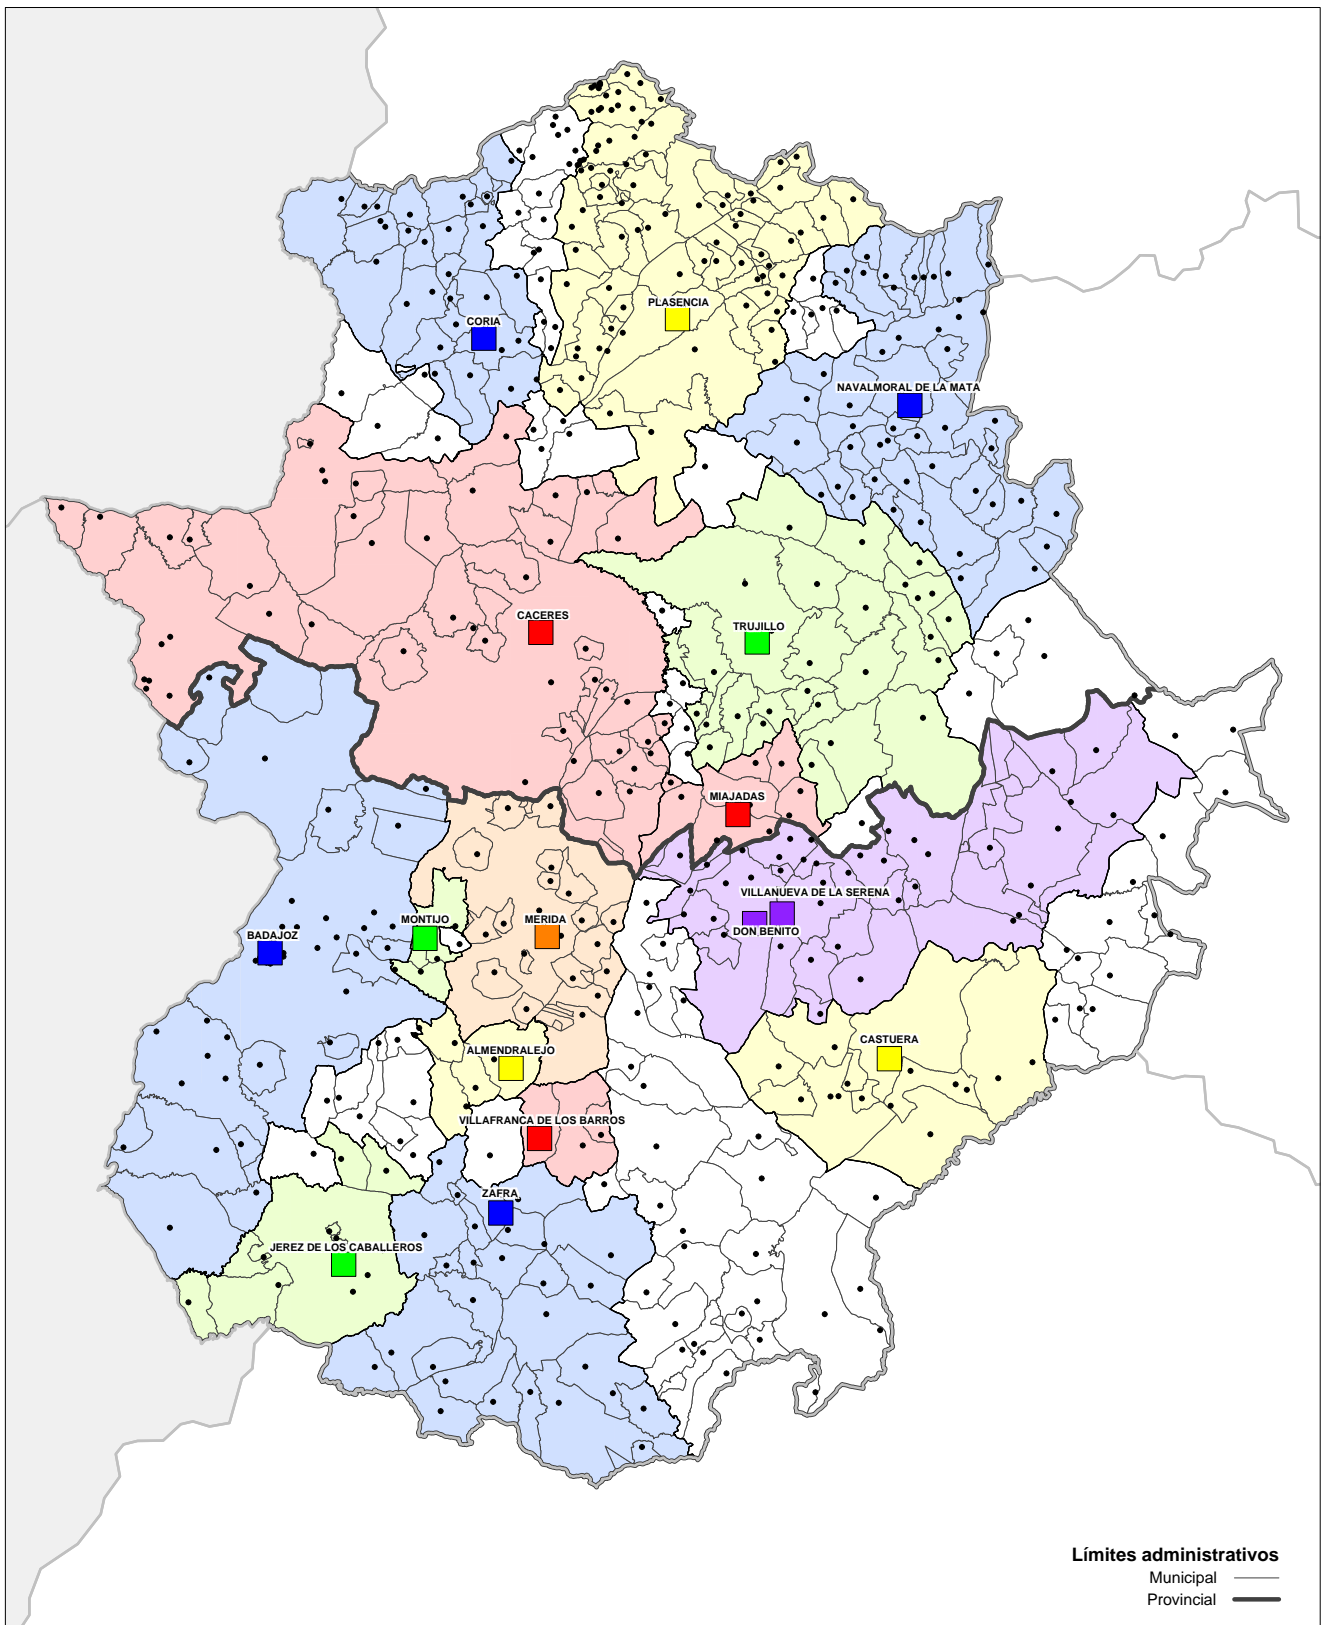 PLASENCIA
CORIA
NAVALMORAL DE LA MATA
CACERES
TRUJILLO
MIAJADAS
VILLANUEVA DE LA SERENA
MONTIJO
MERIDA
DON BENITO
BADAJOZ
CASTUERA
ALMENDRALEJO
VILLAFRANCA DE LOS BARROS
ZAFRA
JEREZ DE LOS CABALLEROS
Límites administrativos
Municipal
Provincial